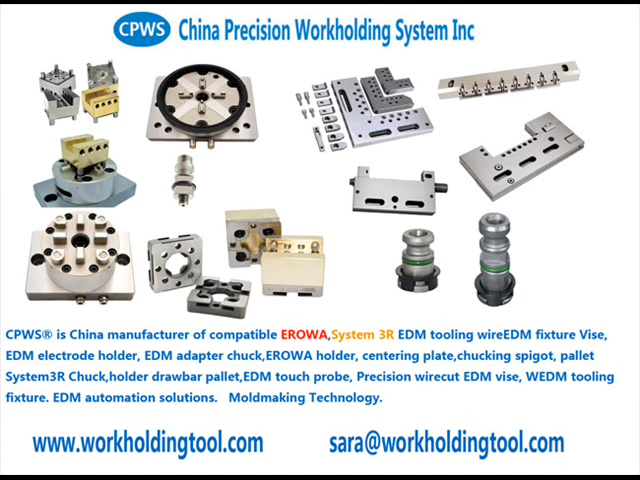 CPWS China Precision Workholding System Inc
CPWS® is China manufacturer of compatible EROWA,System 3R EDM tooling wireEDM fixture Vise,
EDM electrode holder, EDM adapter chuck,EROWA holder, centering plate,chucking spigot, pallet
System3R Chuck,holder drawbar pallet,EDM touch probe, Precision wirecut EDM vise, WEDM tooling
fixture. EDM automation solutions. Moldmaking Technology.
www.workholdingtool.com sara@workholdingtool.com